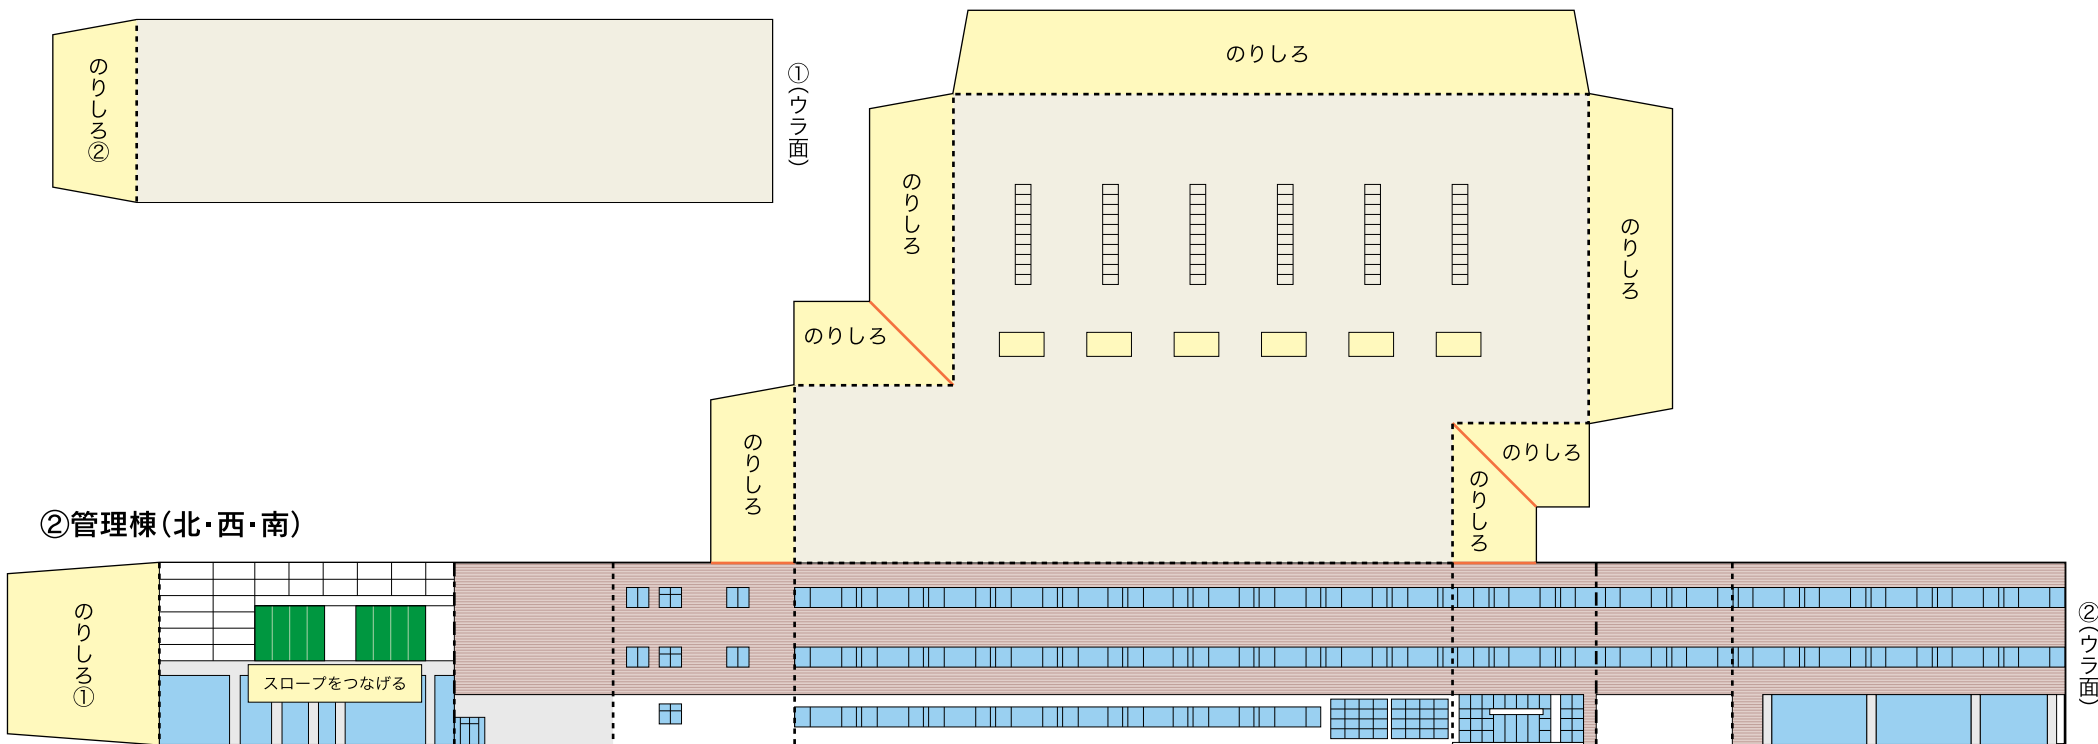 のりしろ②
①(ウラ面)
のりしろ
のりしろ
のりしろ
のりしろ
のりしろ
のりしろ
のりしろ
②管理棟(北・西・南)
のりしろ①
スロープをつなげる
②(ウラ面)